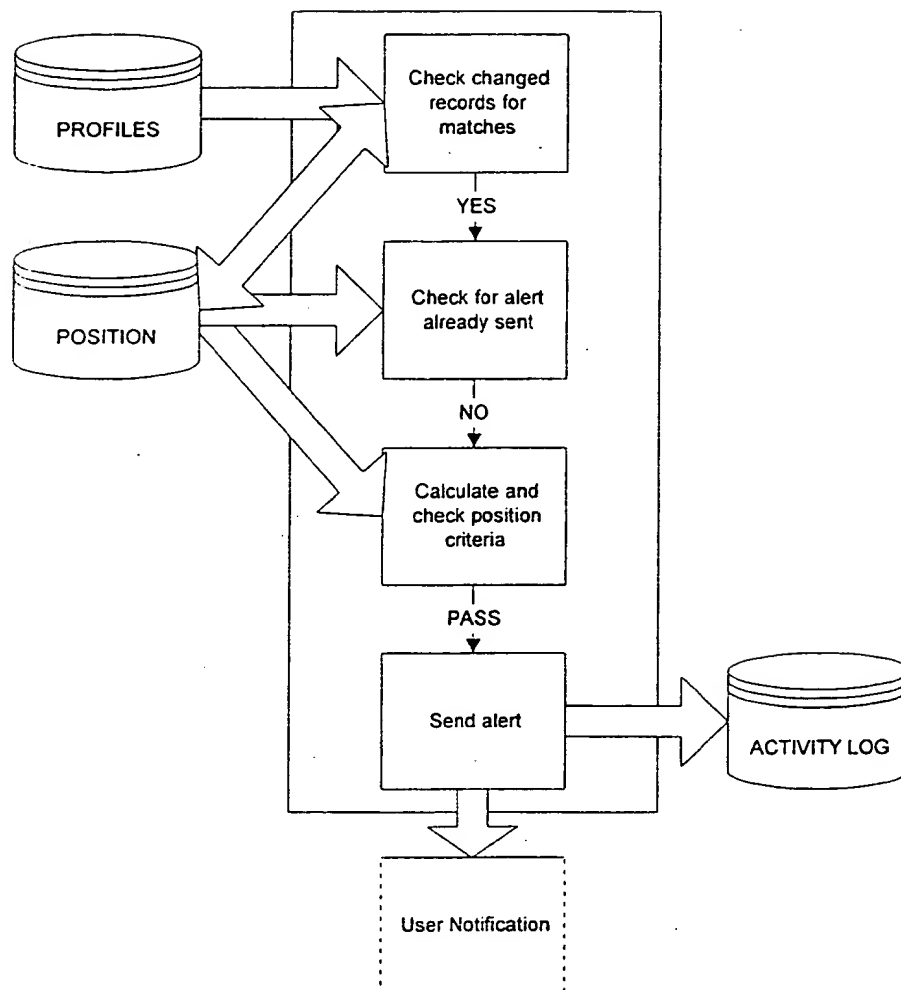 Check changed
records for
matches
PROFILES
YES
POSITION
Check for alert
already sent
NO
Calculate and
check position
criteria
PASS
Send alert
ACTIVITY LOG
User Notification